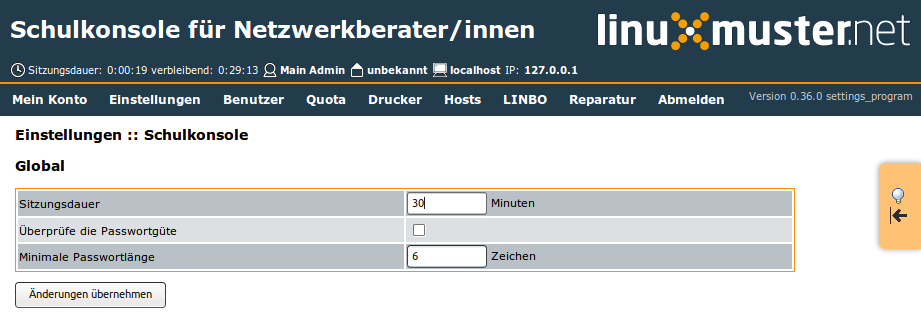 Schulkonsole für Netzwerkberater/innen
linuxmuster.net
Sitzungsdauer: 0:00:19 verbleibend: 0:29:13 Main Admin unbekannt localhost IP: 127.0.0.1
Mein Konto Einstellungen Benutzer Quota Drucker Hosts LINBO Reparatur Abmelden Version 0.36.0 settings_program
Einstellungen :: Schulkonsole
Global
Sitzungsdauer 30 Minuten
Überprüfe die Passwortgüte
Minimale Passwortlänge 6 Zeichen
Änderungen übernehmen